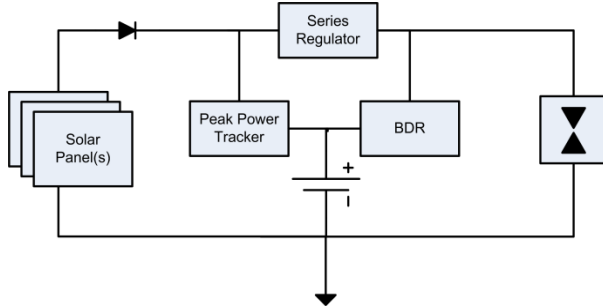 Series
Regulator
Solar
Panel(s)
Peak Power
Tracker
BDR
+